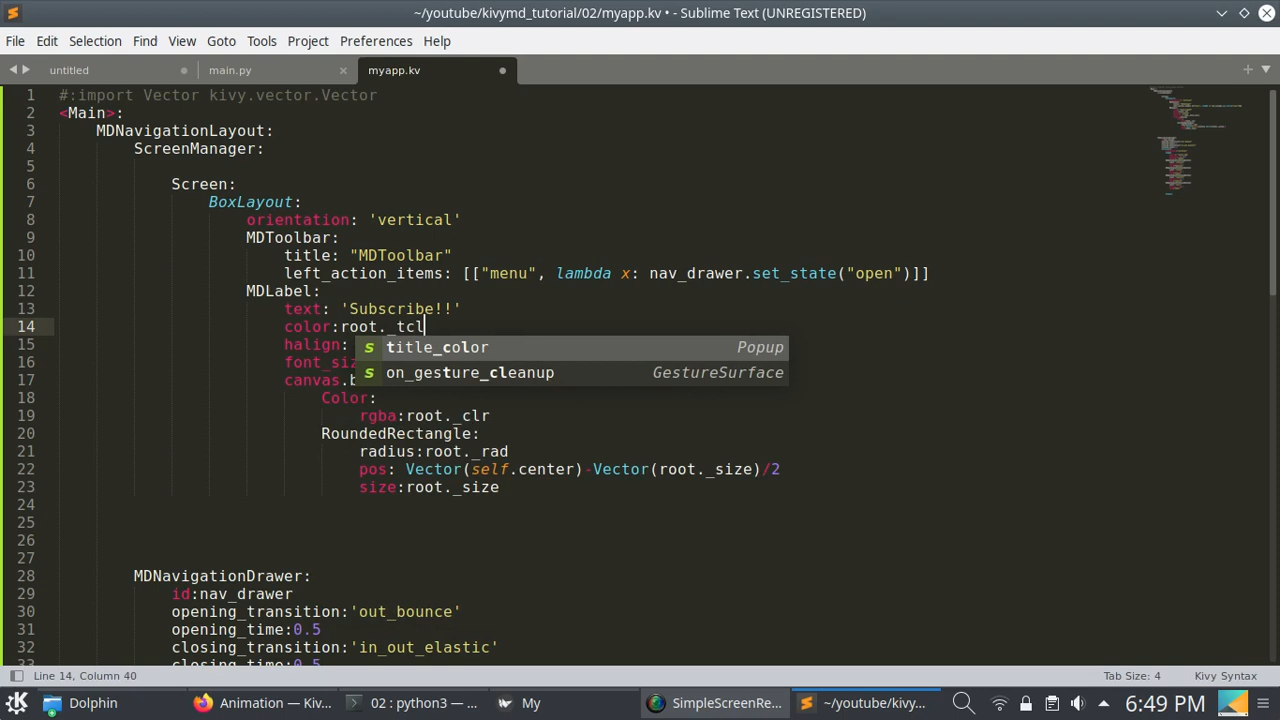 ~/youtube/kivymd_tutorial/02/myapp.kv • - Sublime Text (UNREGISTERED)
File Edit Selection Find View Goto Tools Project Preferences Help
untitled main.py myapp.kv
1 #:import Vector kivy.vector.Vector
2 <Main>:
3 MDNavigationLayout:
4 ScreenManager:
5
6 Screen:
7 BoxLayout:
8 orientation: 'vertical'
9 MDToolbar:
10 title: "MDToolbar"
11 left_action_items: [["menu", lambda x: nav_drawer.set_state("open")]]
12 MDLabel:
13 text: 'Subscribe!!'
14 color:root._tcl
15 halign: title_color Popup
16 font_siz on_gesture_cleanup GestureSurface
17 canvas.b
18 Color:
19 rgba:root._clr
20 RoundedRectangle:
21 radius:root._rad
22 pos: Vector(self.center)-Vector(root._size)/2
23 size:root._size
24
25
26
27
28 MDNavigationDrawer:
29 id:nav_drawer
30 opening_transition:'out_bounce'
31 opening_time:0.5
32 closing_transition:'in_out_elastic'
33 closing_time:0.5
Line 14, Column 40 Tab Size: 4 Kivy Syntax
Dolphin Animation — Kiv... 02 : python3 — ... My SimpleScreenRe... ~/youtube/kivy... 6:49 PM